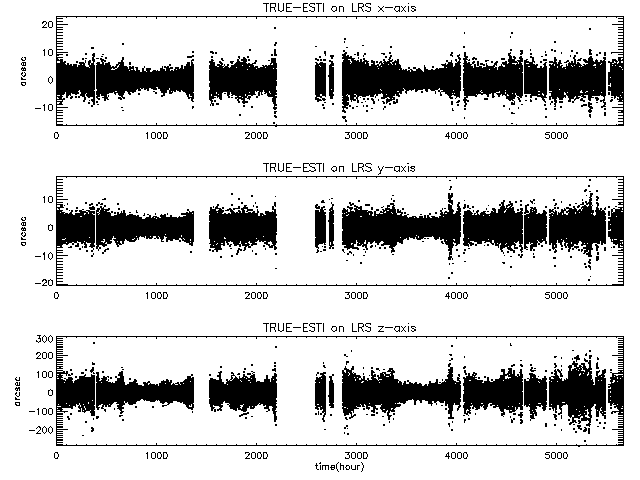 TRUE-ESTI on LRS x-axis
20
10
0
-10
arcsec
0 1000 2000 3000 4000 5000
TRUE-ESTI on LRS y-axis
10
0
-10
-20
arcsec
0 1000 2000 3000 4000 5000
TRUE-ESTI on LRS z-axis
300
200
100
0
-100
-200
arcsec
0 1000 2000 3000 4000 5000
time(hour)